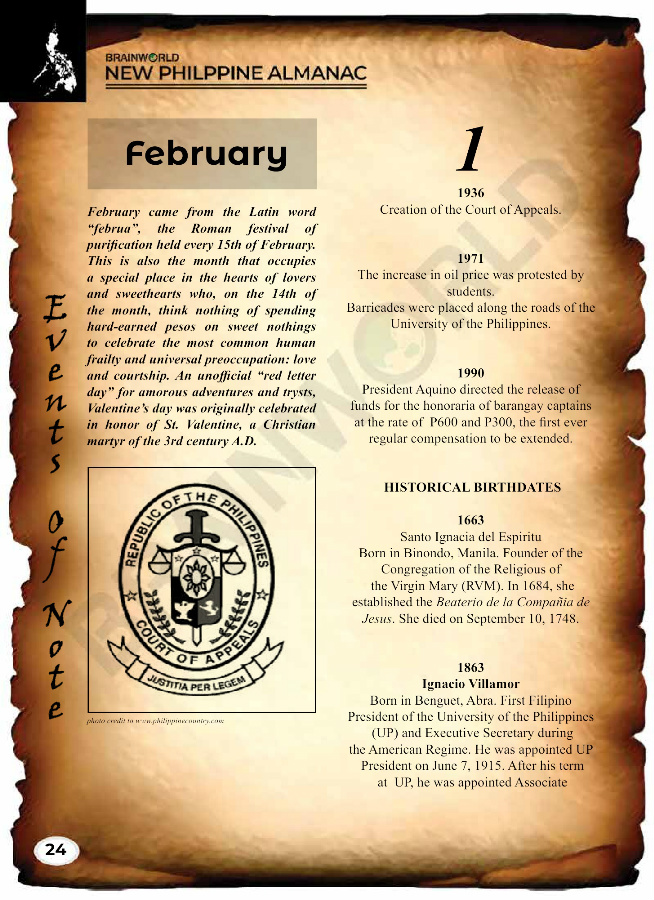 BRAINWORLD
NEW PHILPPINE ALMANAC
February
February came from the Latin word
“februa”, the Roman festival of
purification held every 15th of February.
This is also the month that occupies
a special place in the hearts of lovers
and sweethearts who, on the 14th of
the month, think nothing of spending
hard-earned pesos on sweet nothings
to celebrate the most common human
frailty and universal preoccupation: love
and courtship. An unofficial “red letter
day” for amorous adventures and trysts,
Valentine’s day was originally celebrated
in honor of St. Valentine, a Christian
martyr of the 3rd century A.D.
Events of Note
REPUBLIC OF THE PHILIPPINES
COURT OF APPEALS
JUSTITIA PER LEGEM
photo credit to www.philippinecountry.com
1
1936
Creation of the Court of Appeals.
1971
The increase in oil price was protested by
students.
Barricades were placed along the roads of the
University of the Philippines.
1990
President Aquino directed the release of
funds for the honoraria of barangay captains
at the rate of P600 and P300, the first ever
regular compensation to be extended.
HISTORICAL BIRTHDATES
1663
Santo Ignacia del Espiritu
Born in Binondo, Manila. Founder of the
Congregation of the Religious of
the Virgin Mary (RVM). In 1684, she
established the Beaterio de la Compañia de
Jesus. She died on September 10, 1748.
1863
Ignacio Villamor
Born in Benguet, Abra. First Filipino
President of the University of the Philippines
(UP) and Executive Secretary during
the American Regime. He was appointed UP
President on June 7, 1915. After his term
at UP, he was appointed Associate
24
BRAINWORLD